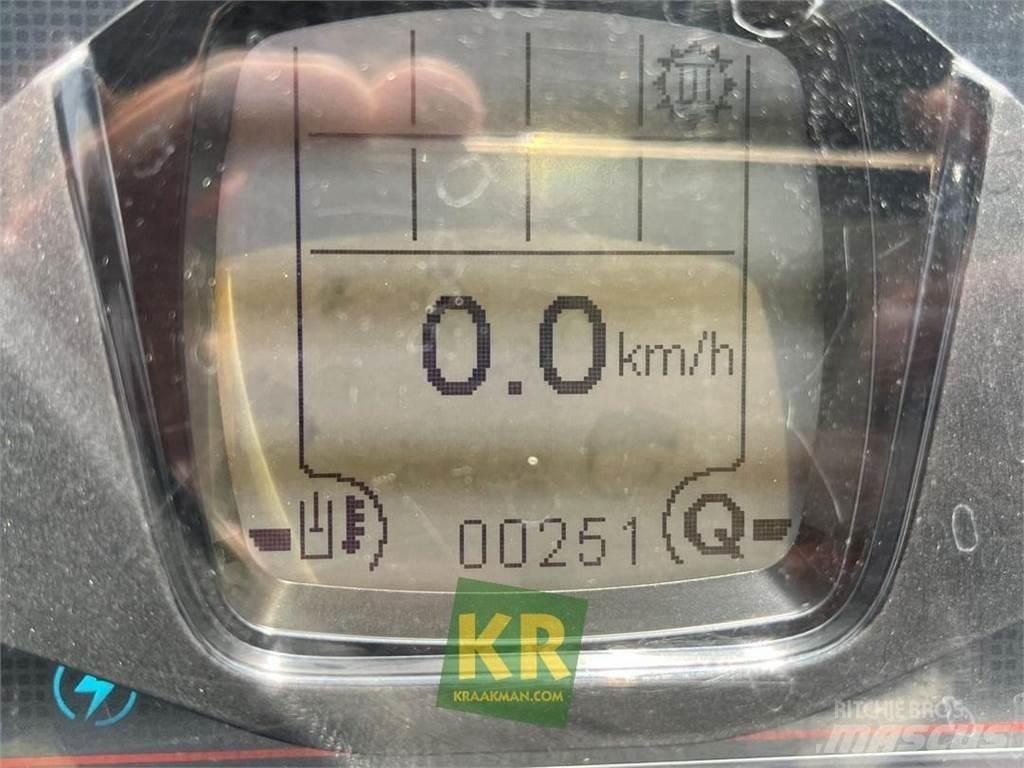 0.0 km/h
00251 Q
KR
KRAAKMAN.COM
RITCHIE BROS.
MASCUS